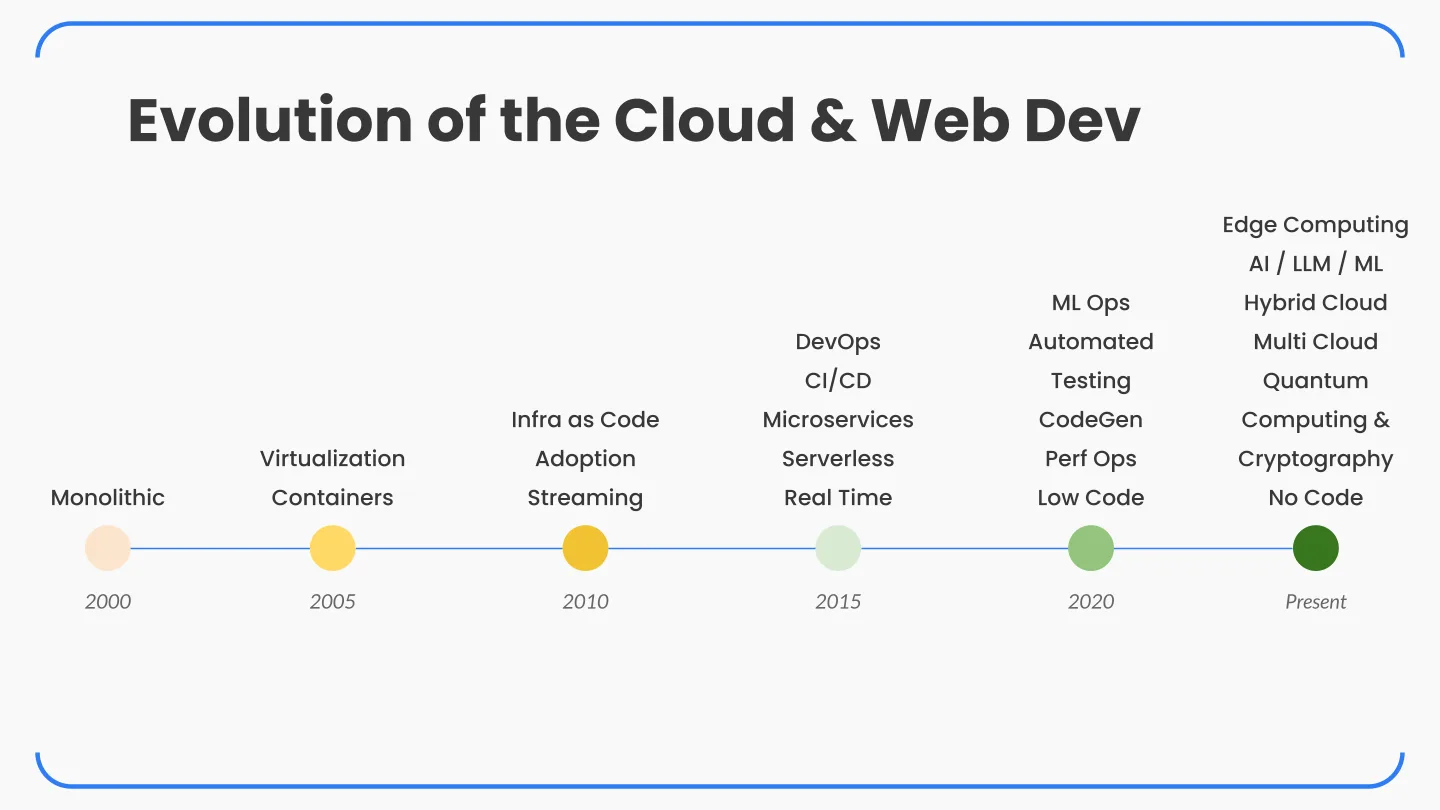 Evolution of the Cloud & Web Dev
Monolithic
2000
Virtualization
Containers
2005
Infra as Code
Adoption
Streaming
2010
DevOps
CI/CD
Microservices
Serverless
Real Time
2015
ML Ops
Automated
Testing
CodeGen
Perf Ops
Low Code
2020
Edge Computing
AI / LLM / ML
Hybrid Cloud
Multi Cloud
Quantum
Computing &
Cryptography
No Code
Present